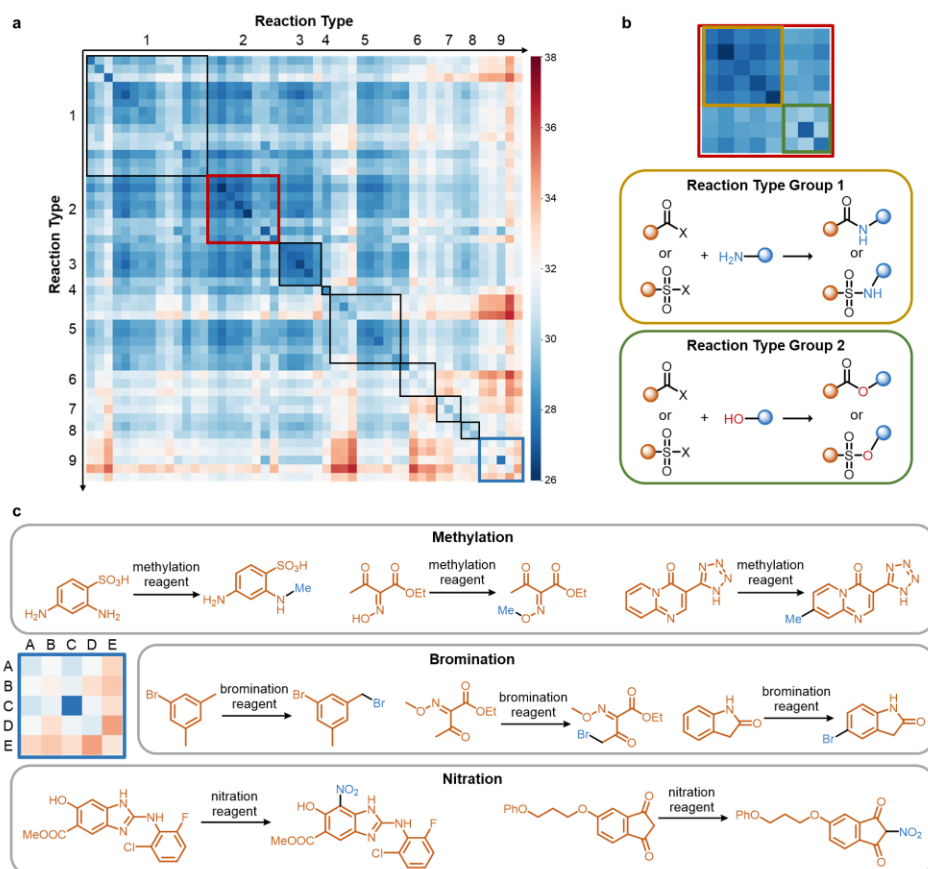 a
Reaction Type
1 2 3 4 5 6 7 8 9
Reaction Type
1
2
3
4
5
6
7
8
9
38
36
34
32
30
28
26
b
Reaction Type Group 1
O
X
or
O
S
X
O
+ H₂N
O
N
H
or
O
S
NH
O
Reaction Type Group 2
O
X
or
O
S
X
O
+ HO
O
O
or
O
S
O
O
c
Methylation
SO₃H
H₂N
NH₂
methylation
reagent
SO₃H
H₂N
N
H
Me
O O
OEt
N
HO
methylation
reagent
O O
OEt
Me
N
O
O
N
N
N N
N
N
H
methylation
reagent
O
N
N
Me
N N
N
N
H
A B C D E
A
B
C
D
E
Bromination
Br
bromination
reagent
Br
Br
O
N
O
OEt
O
bromination
reagent
O
N
O
OEt
Br
O
H
N
O
bromination
reagent
H
N
O
Br
Nitration
HO
H
N
N
NH
F
MeOOC
Cl
nitration
reagent
NO₂
HO
H
N
N
NH
F
MeOOC
Cl
PhO
O
O
O
nitration
reagent
PhO
O
O
NO₂
O